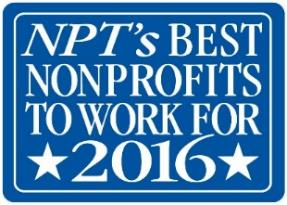 NPT's BEST
NONPROFITS
TO WORK FOR
★ 2016 ★